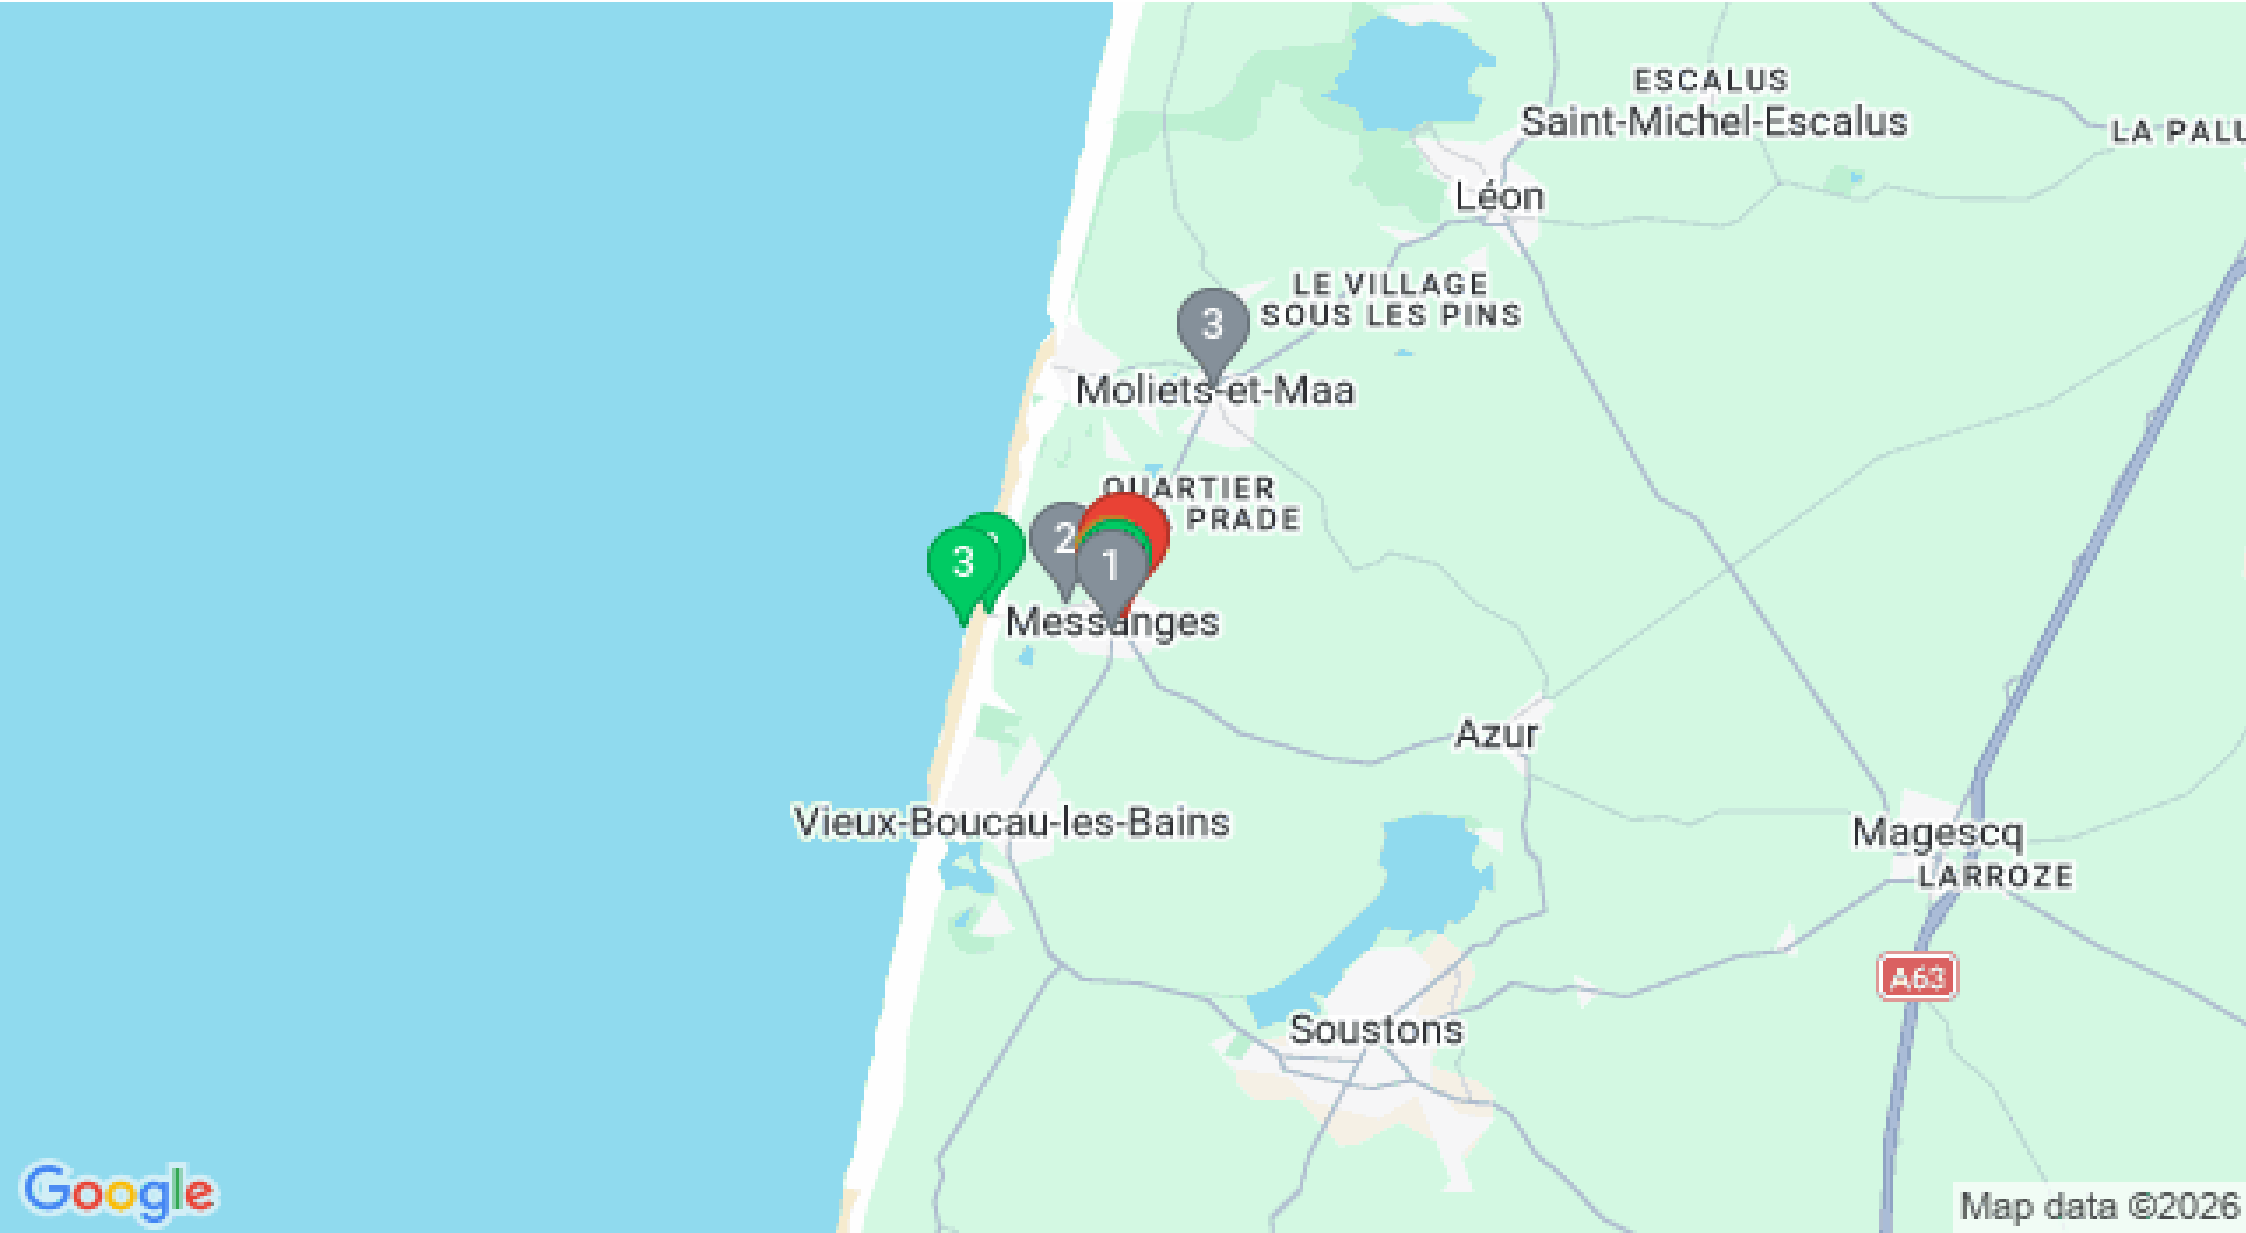 ESCALUS
Saint-Michel-Escalus
LA PALU
Léon
LE VILLAGE
SOUS LES PINS
3
Moliets-et-Maa
QUARTIER
PRADE
2
3
1
Messanges
Azur
Vieux-Boucau-les-Bains
Magescq
LARROZE
A63
Soustons
Google
Map data ©2026